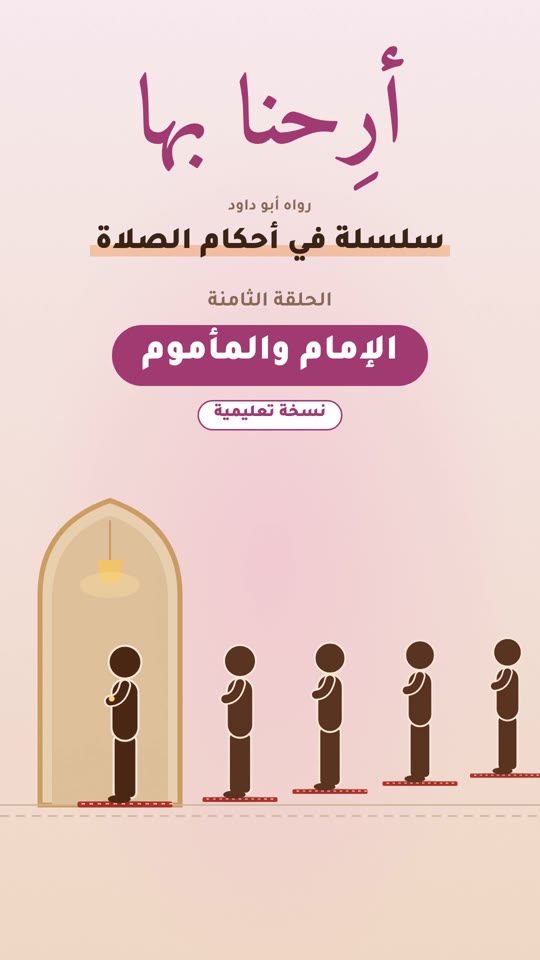 أَرِحنا بها
رواه أبو داود
سلسلة في أحكام الصلاة
الحلقة الثامنة
الإمام والمأموم
نسخة تعليمية